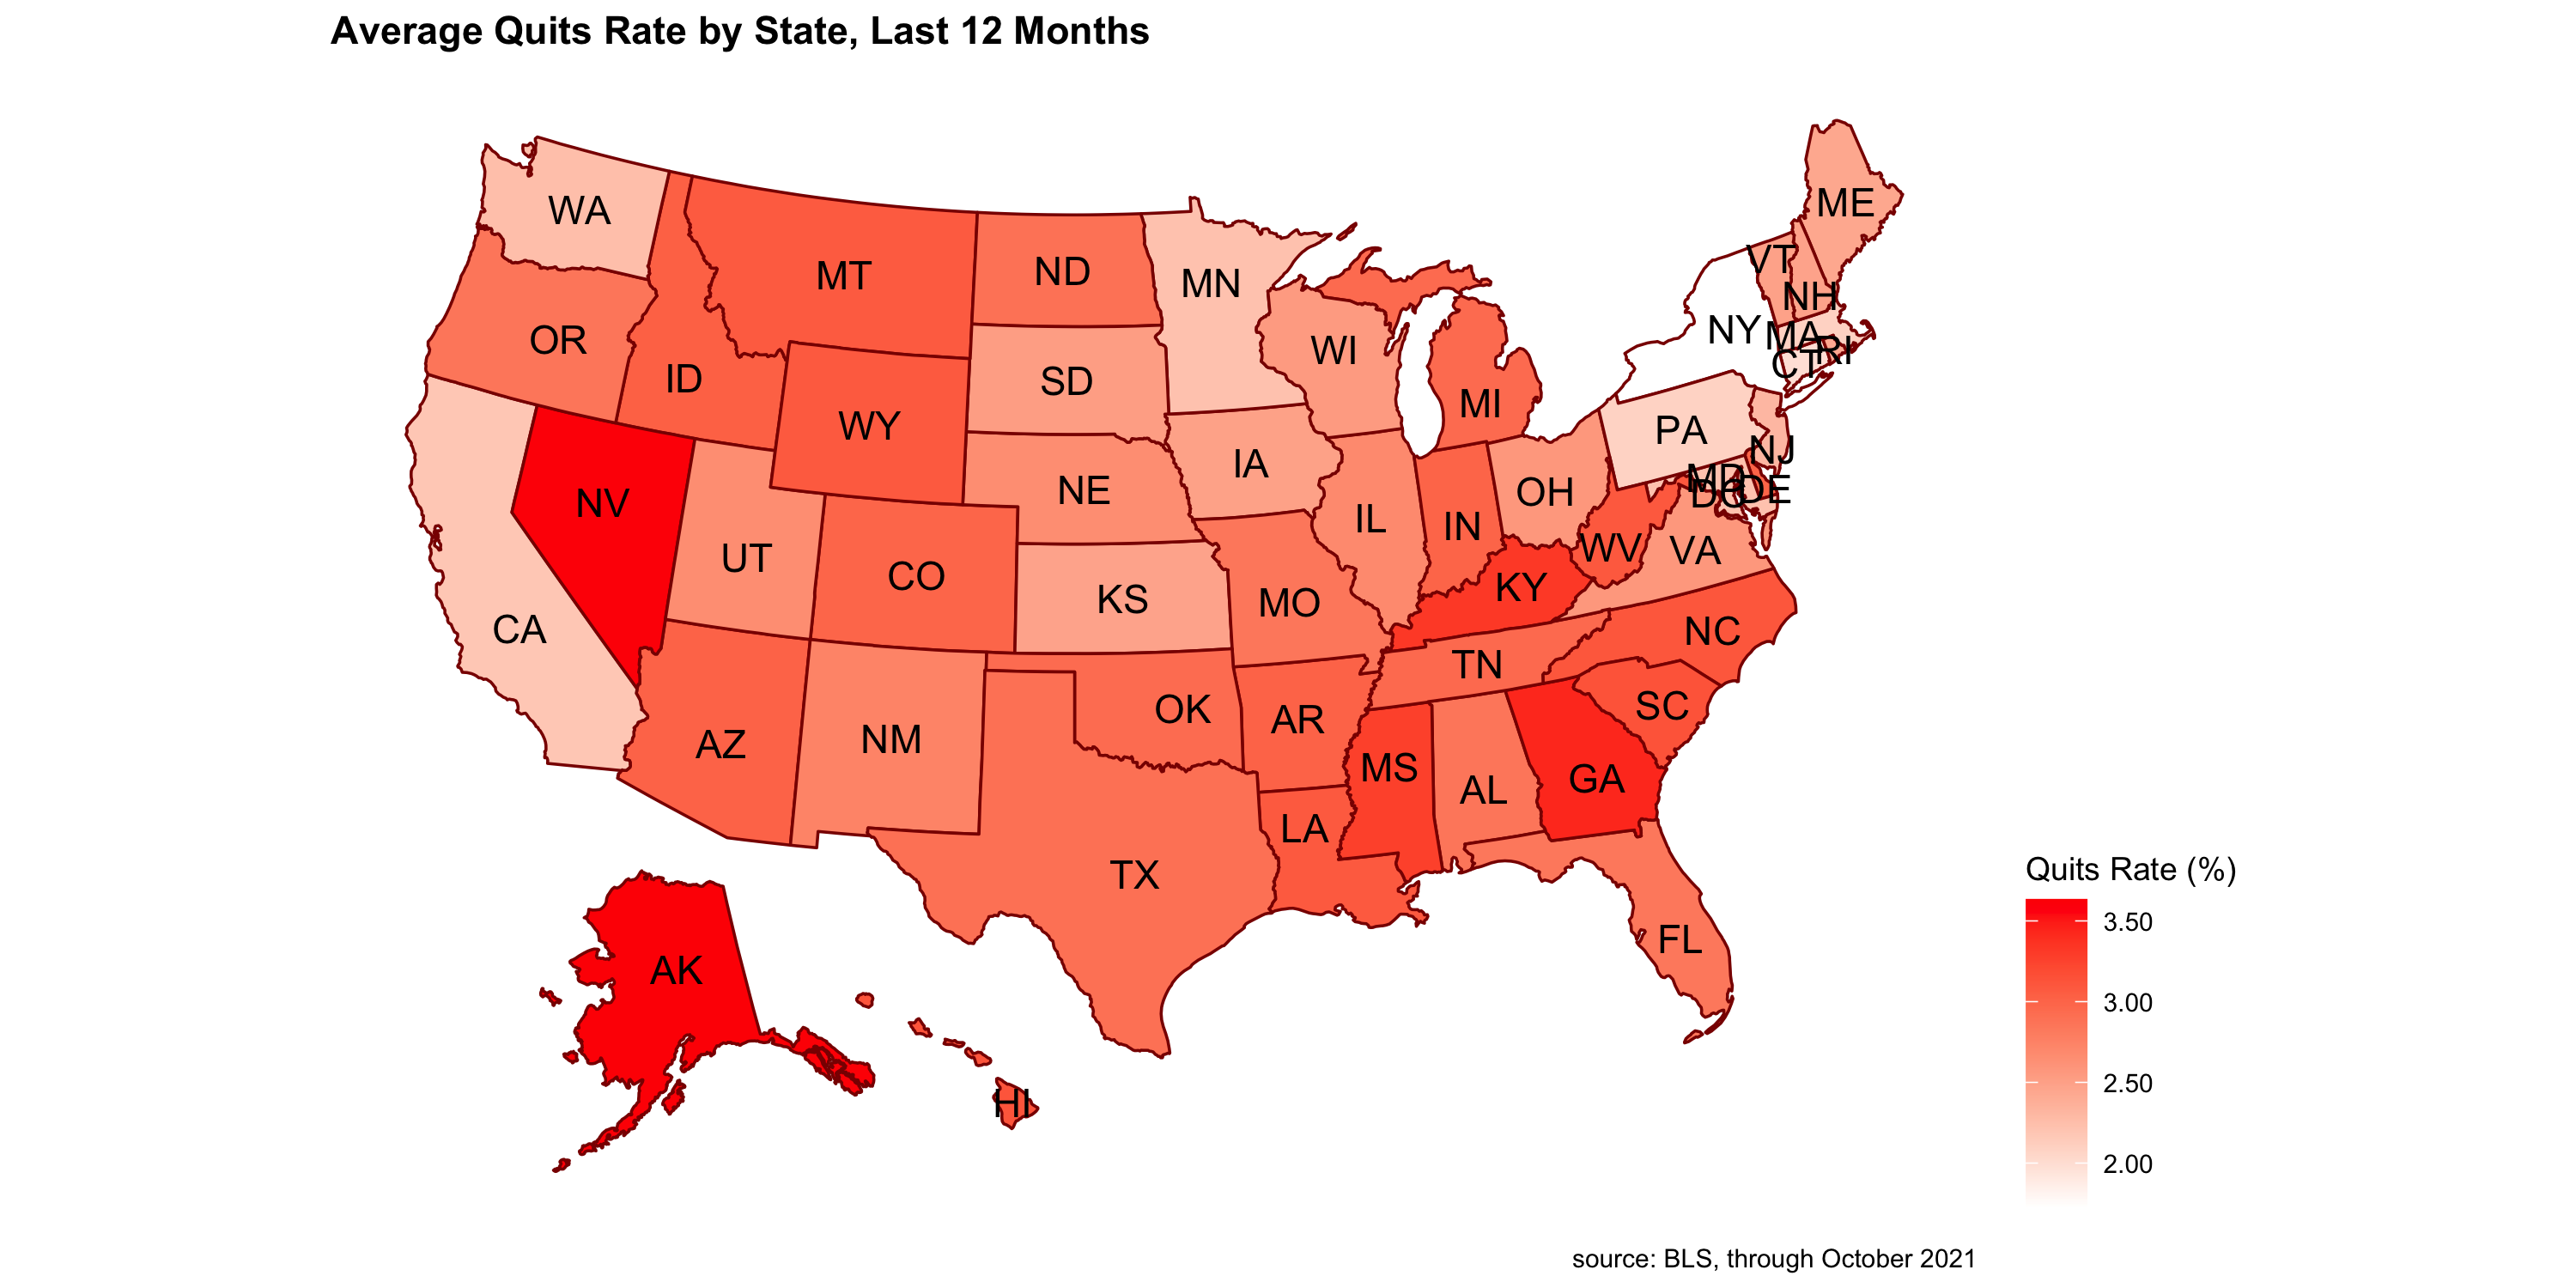 Average Quits Rate by State, Last 12 Months
ME
WA
VT
MT
ND
MN
NH
OR
NY
MA
WI
RI
CT
ID
SD
MI
WY
PA
NJ
IA
NE
OH
MD
DE
DC
NV
IL
IN
UT
WV
VA
CO
KY
KS
MO
CA
NC
TN
SC
OK
AR
AZ
NM
MS
GA
AL
LA
TX
FL
AK
HI
Quits Rate (%)
3.50
3.00
2.50
2.00
source: BLS, through October 2021